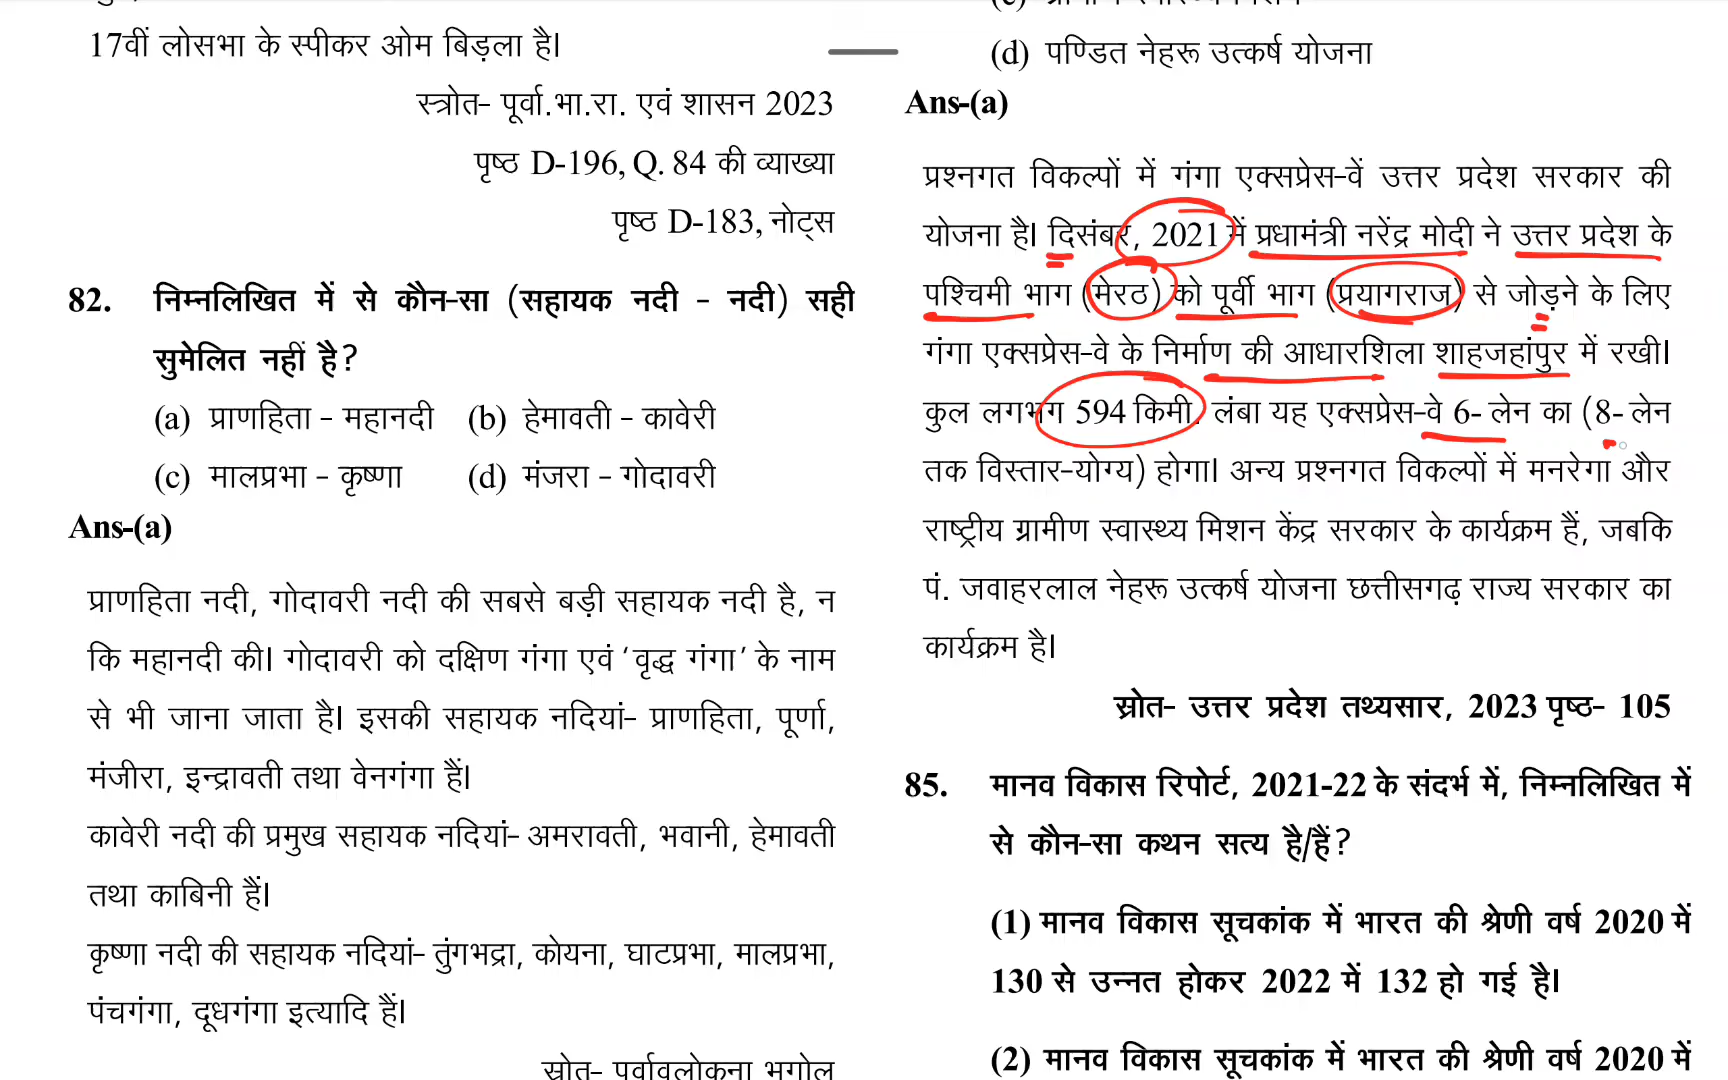 17वीं लोसभा के स्पीकर ओम बिड़ला है।
स्त्रोत- पूर्वा.भा.रा. एवं शासन 2023
पृष्ठ D-196, Q. 84 की व्याख्या
पृष्ठ D-183, नोट्स
82. निम्नलिखित में से कौन-सा (सहायक नदी - नदी) सही
सुमेलित नहीं है?
(a) प्राणहिता - महानदी (b) हेमावती - कावेरी
(c) मालप्रभा - कृष्णा (d) मंजरा - गोदावरी
Ans-(a)
प्राणहिता नदी, गोदावरी नदी की सबसे बड़ी सहायक नदी है, न
कि महानदी की। गोदावरी को दक्षिण गंगा एवं ‘वृद्ध गंगा’ के नाम
से भी जाना जाता है। इसकी सहायक नदियां- प्राणहिता, पूर्णा,
मंजीरा, इन्द्रावती तथा वेनगंगा हैं।
कावेरी नदी की प्रमुख सहायक नदियां- अमरावती, भवानी, हेमावती
तथा काबिनी हैं।
कृष्णा नदी की सहायक नदियां- तुंगभद्रा, कोयना, घाटप्रभा, मालप्रभा,
पंचगंगा, दूधगंगा इत्यादि हैं।
स्रोत- पूर्वावलोकना भूगोल
(d) पण्डित नेहरू उत्कर्ष योजना
Ans-(a)
प्रश्नगत विकल्पों में गंगा एक्सप्रेस-वें उत्तर प्रदेश सरकार की
योजना है। दिसंबर, 2021 में प्रधामंत्री नरेंद्र मोदी ने उत्तर प्रदेश के
पश्चिमी भाग (मेरठ) को पूर्वी भाग (प्रयागराज) से जोड़ने के लिए
गंगा एक्सप्रेस-वे के निर्माण की आधारशिला शाहजहांपुर में रखी।
कुल लगभग 594 किमी. लंबा यह एक्सप्रेस-वे 6- लेन का (8- लेन
तक विस्तार-योग्य) होगा। अन्य प्रश्नगत विकल्पों में मनरेगा और
राष्ट्रीय ग्रामीण स्वास्थ्य मिशन केंद्र सरकार के कार्यक्रम हैं, जबकि
पं. जवाहरलाल नेहरू उत्कर्ष योजना छत्तीसगढ़ राज्य सरकार का
कार्यक्रम है।
स्रोत- उत्तर प्रदेश तथ्यसार, 2023 पृष्ठ- 105
85. मानव विकास रिपोर्ट, 2021-22 के संदर्भ में, निम्नलिखित में
से कौन-सा कथन सत्य है/हैं?
(1) मानव विकास सूचकांक में भारत की श्रेणी वर्ष 2020 में
130 से उन्नत होकर 2022 में 132 हो गई है।
(2) मानव विकास सूचकांक में भारत की श्रेणी वर्ष 2020 में